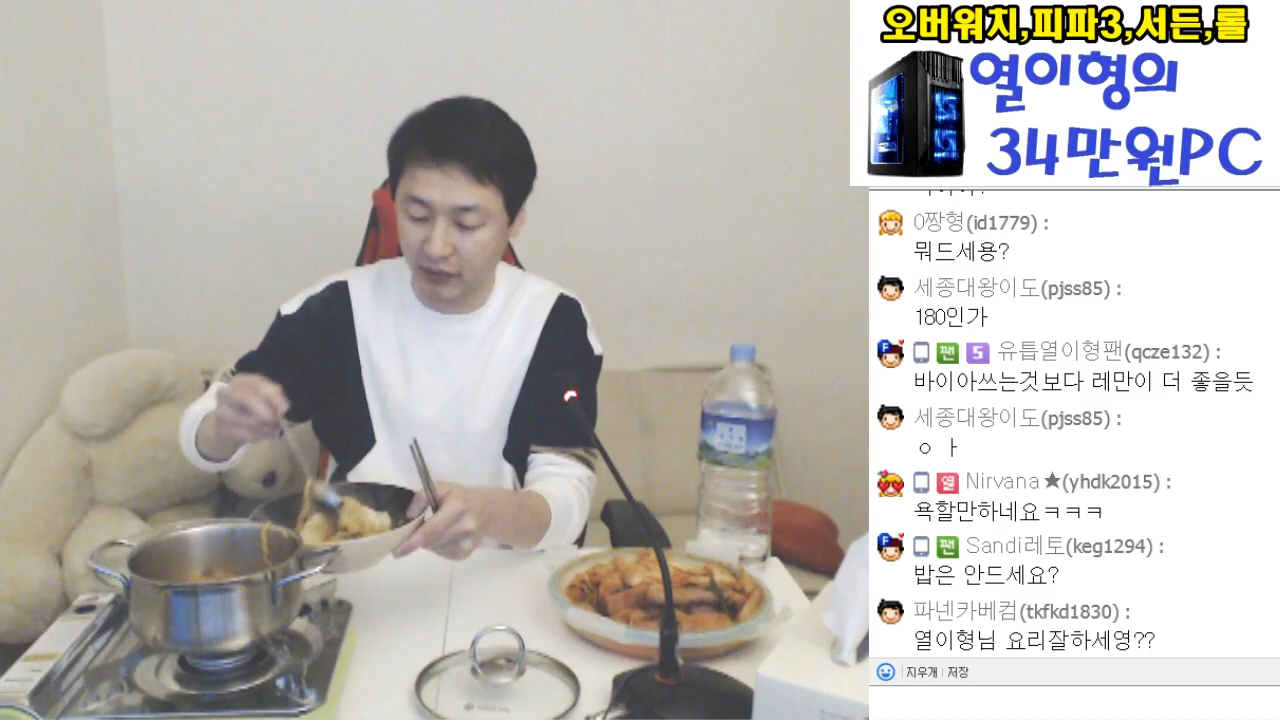 오버워치,피파3,서든,롤
열이형의
34만원PC
0짱형(id1779) :
뭐드세용?
세종대왕이도(pjss85) :
180인가
팬 5 유튭열이형팬(qcze132) :
바이아쓰는것보다 레만이 더 좋을듯
세종대왕이도(pjss85) :
ㅇ ㅏ
열 Nirvana★(yhdk2015) :
욕할만하네요ㅋㅋㅋ
팬 Sandi레토(keg1294) :
밥은 안드세요?
파넨카베컴(tkfkd1830) :
열이형님 요리잘하세영??
지우개 | 저장